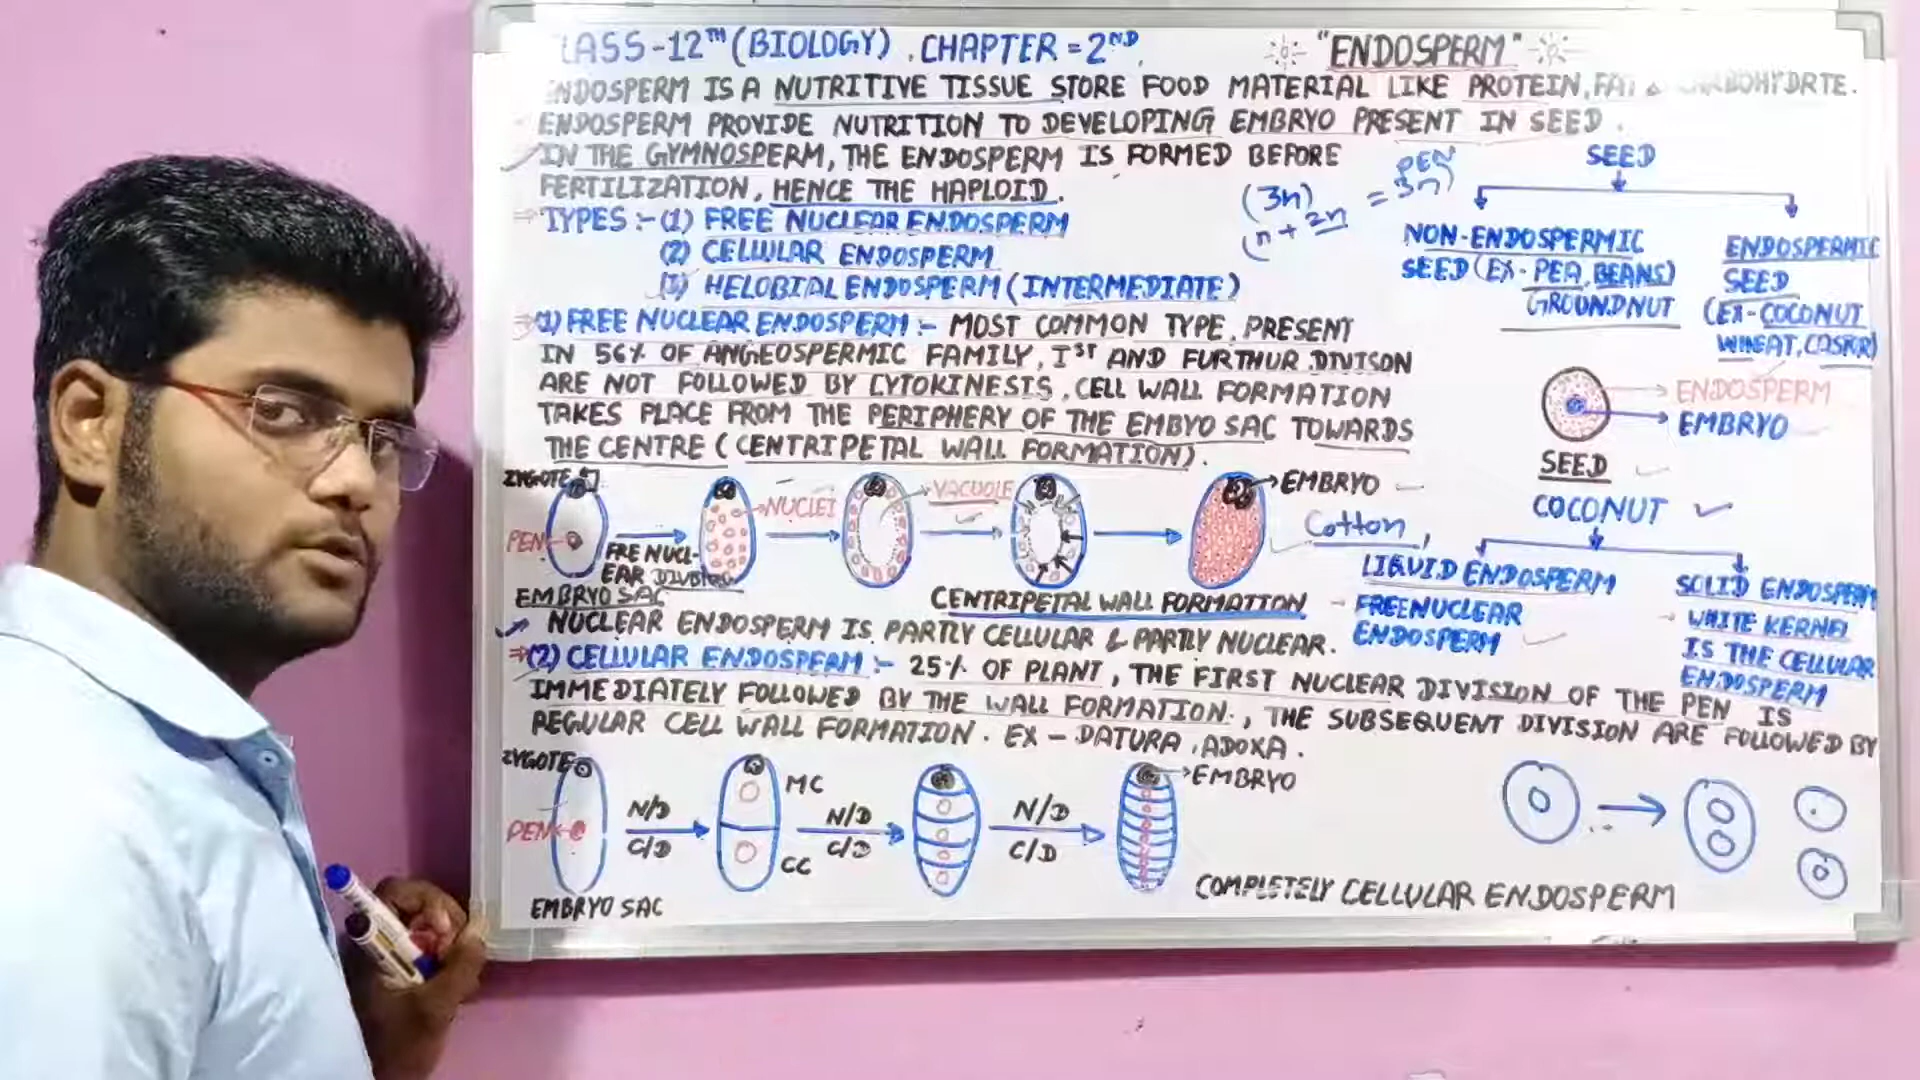 CLASS-12TH (BIOLOGY). CHAPTER = 2ND.
"ENDOSPERM"
ENDOSPERM IS A NUTRITIVE TISSUE STORE FOOD MATERIAL LIKE PROTEIN, FAT & CARBOHYDRTE.
ENDOSPERM PROVIDE NUTRITION TO DEVELOPING EMBRYO PRESENT IN SEED.
IN THE GYMNOSPERM, THE ENDOSPERM IS FORMED BEFORE
FERTILIZATION, HENCE THE HAPLOID.
TYPES :- (1) FREE NUCLEAR ENDOSPERM
(2) CELLULAR ENDOSPERM
(3) HELOBIAL ENDOSPERM (INTERMEDIATE)
(3n)
(n + 2n
= 3n)
PEN
(1) FREE NUCLEAR ENDOSPERM :- MOST COMMON TYPE, PRESENT
IN 56% OF ANGEOSPERMIC FAMILY, IST AND FURTHUR DIVISON
ARE NOT FOLLOWED BY CYTOKINESTS, CELL WALL FORMATION
TAKES PLACE FROM THE PERIPHERY OF THE EMBYO SAC TOWARDS
THE CENTRE (CENTRIPETAL WALL FORMATION).
ZYGOTE
PEN
FRE NUCL-
EAR DIVISION
EMBRYO SAC
NUCLEI
VACUOLE
EMBRYO
CENTRIPETAL WALL FORMATION
Cotton,
NUCLEAR ENDOSPERM IS PARTLY CELLULAR & PARTLY NUCLEAR.
(2) CELLULAR ENDOSPERM :- 25% OF PLANT, THE FIRST NUCLEAR DIVISION OF THE PEN IS
IMMEDIATELY FOLLOWED BY THE WALL FORMATION, THE SUBSEQUENT DIVISION ARE FOLLOWED BY
REGULAR CELL WALL FORMATION. EX - DATURA, ADOXA.
ZYGOTE
PEN
EMBRYO SAC
N/D
C/D
MC
CC
N/D
C/D
N/D
C/D
EMBRYO
COMPLETELY CELLULAR ENDOSPERM
SEED
NON-ENDOSPERMIC
SEED (EX- PEA, BEANS)
GROUNDNUT
ENDOSPERMIC
SEED
(EX- COCONUT
WHEAT, CASTOR)
ENDOSPERM
EMBRYO
SEED
COCONUT
LIQUID ENDOSPERM
- FREENUCLEAR
ENDOSPERM
SOLID ENDOSPERM
- WHITE KERNEL
IS THE CELLULAR
ENDOSPERM